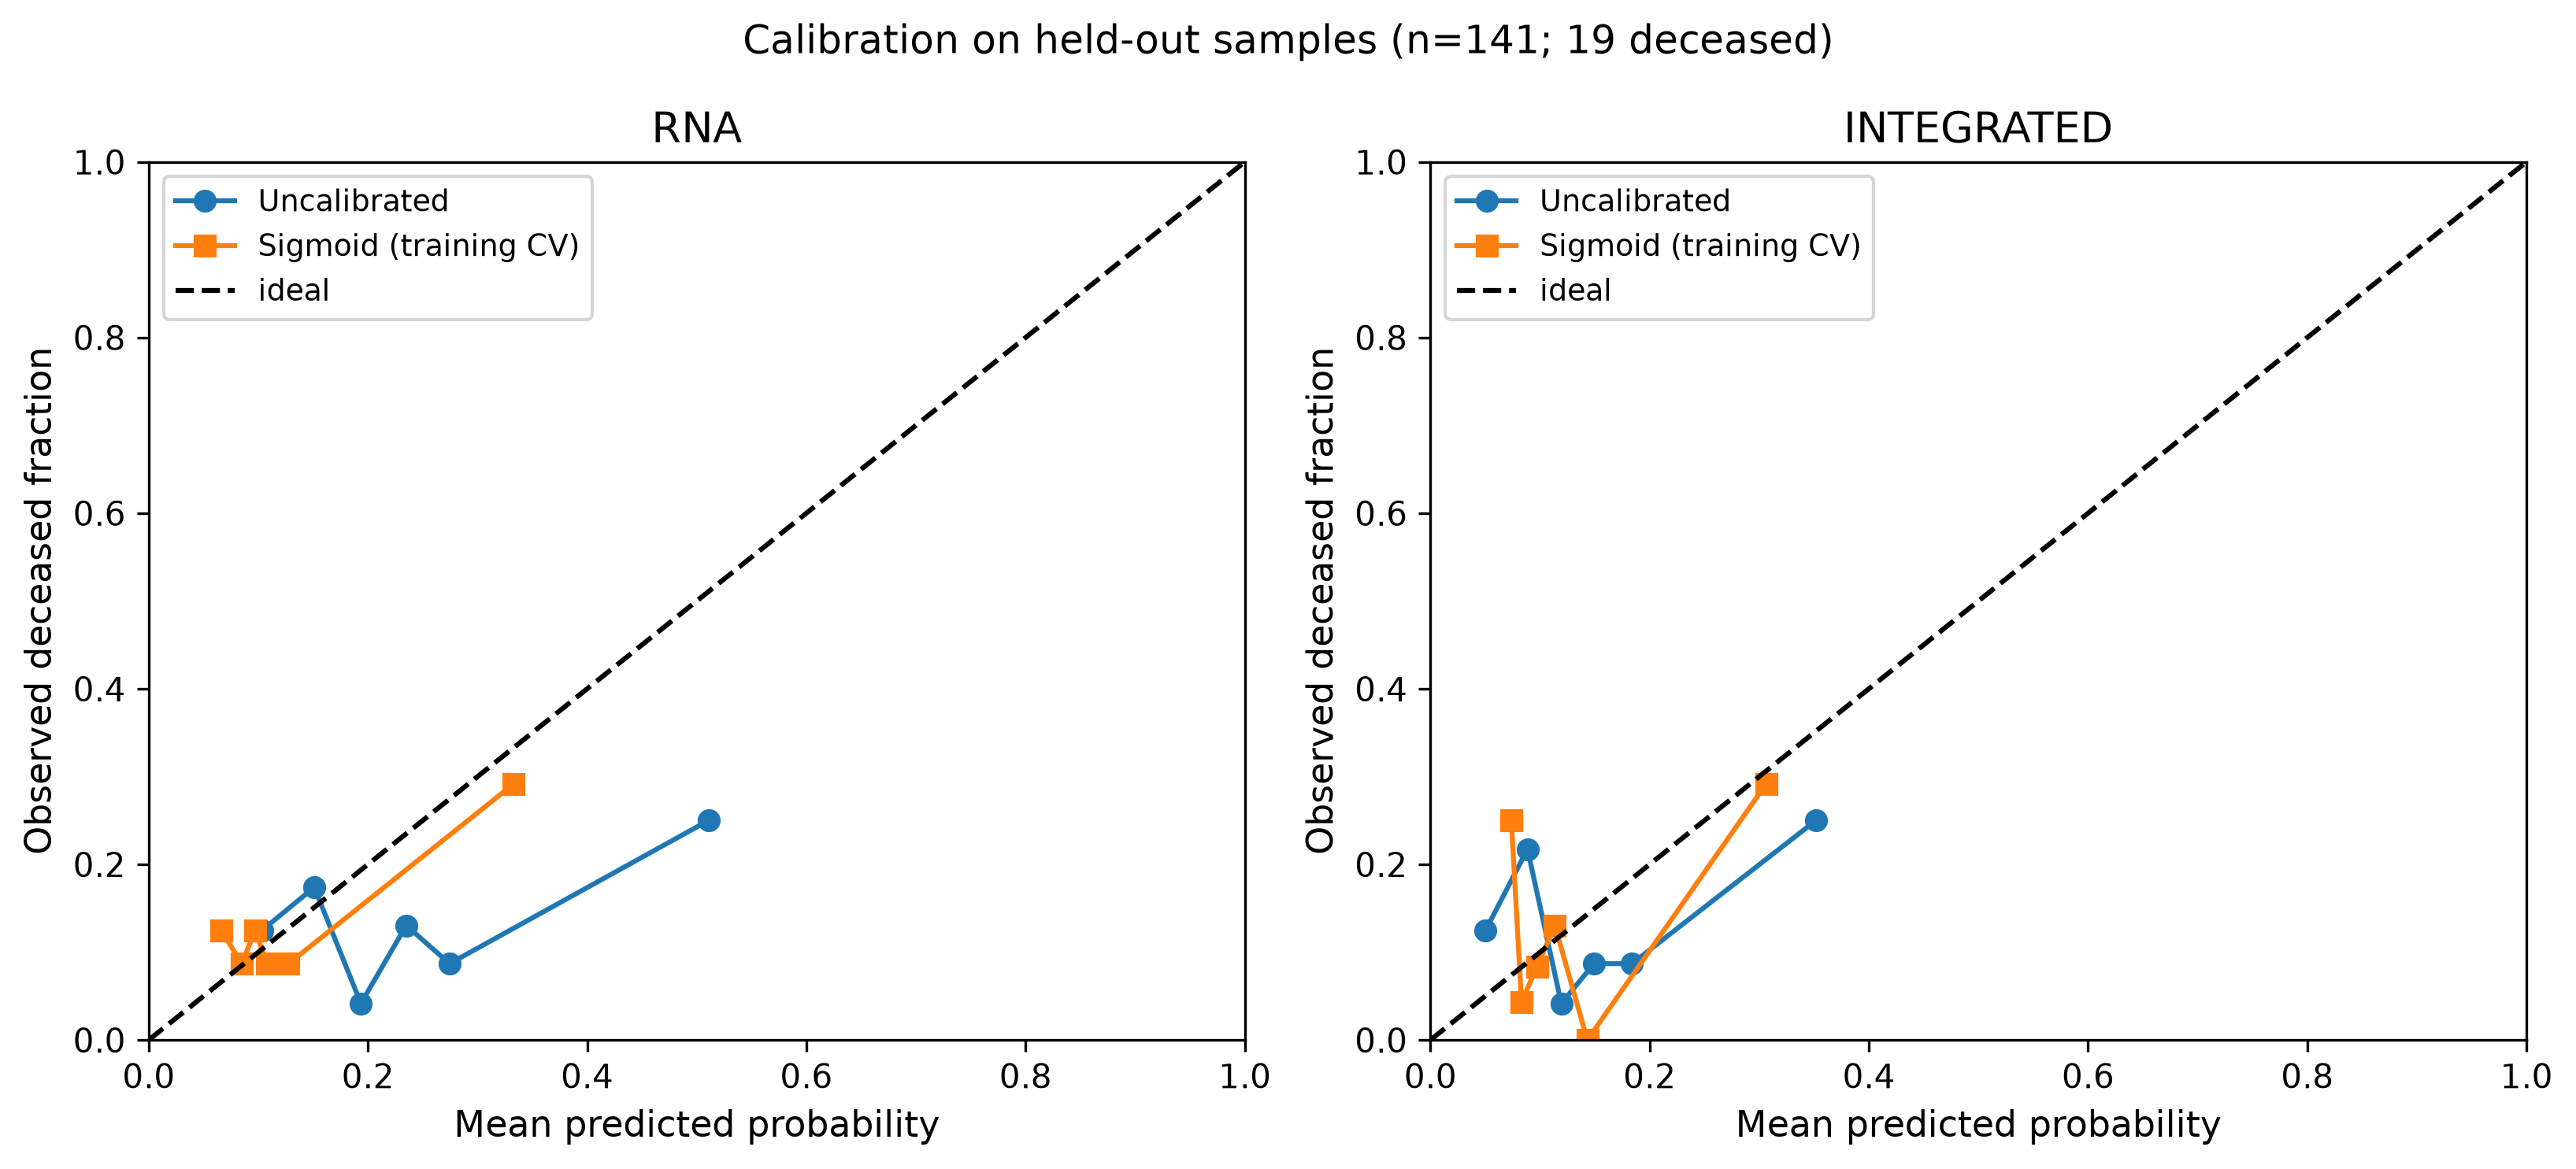 Calibration on held-out samples (n=141; 19 deceased)
RNA
Observed deceased fraction
1.0
0.8
0.6
0.4
0.2
0.0
Uncalibrated
Sigmoid (training CV)
ideal
0.0 0.2 0.4 0.6 0.8 1.0
Mean predicted probability
INTEGRATED
Observed deceased fraction
1.0
0.8
0.6
0.4
0.2
0.0
Uncalibrated
Sigmoid (training CV)
ideal
0.0 0.2 0.4 0.6 0.8 1.0
Mean predicted probability